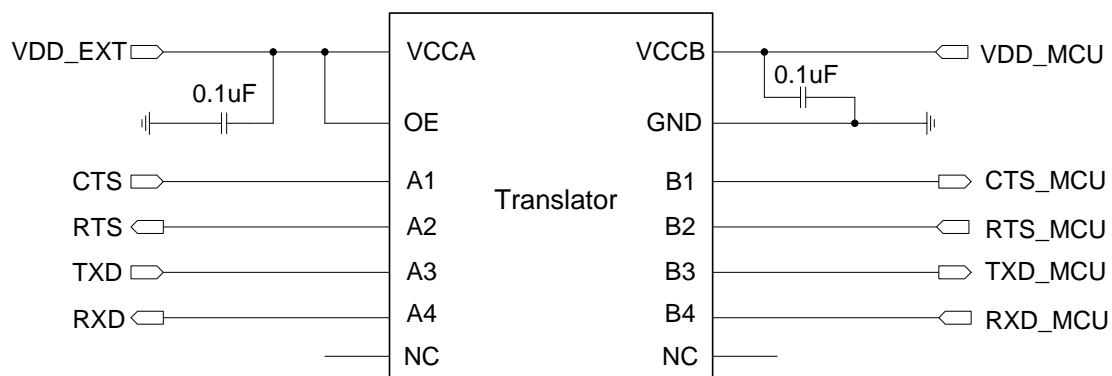 VDD_EXT VCCA VCCB VDD_MCU
0.1uF 0.1uF
OE GND
CTS A1 B1 CTS_MCU
Translator
RTS A2 B2 RTS_MCU
TXD A3 B3 TXD_MCU
RXD A4 B4 RXD_MCU
NC NC